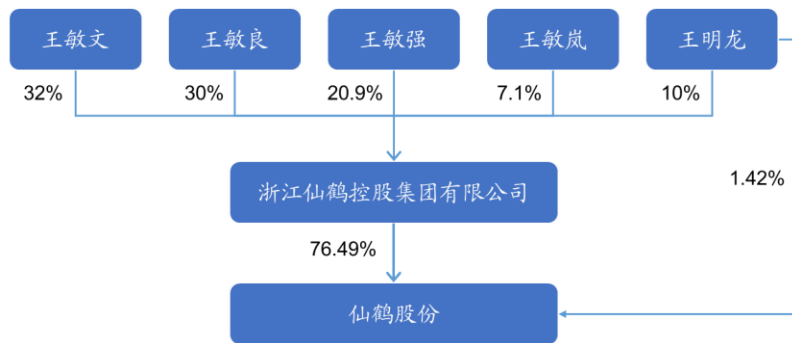 王敏文
王敏良
王敏强
王敏岚
王明龙
32%
30%
20.9%
7.1%
10%
浙江仙鹤控股集团有限公司
1.42%
76.49%
仙鹤股份